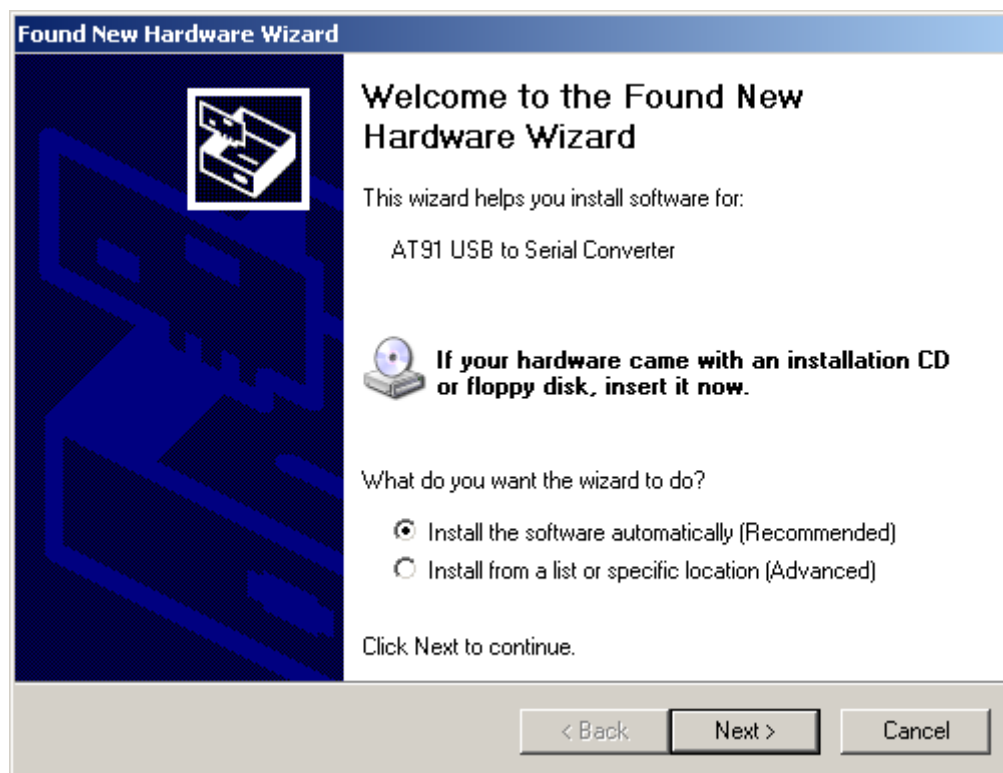 Found New Hardware Wizard
Welcome to the Found New
Hardware Wizard
This wizard helps you install software for:
AT91 USB to Serial Converter
If your hardware came with an installation CD
or floppy disk, insert it now.
What do you want the wizard to do?
Install the software automatically (Recommended)
Install from a list or specific location (Advanced)
Click Next to continue.
< Back
Next >
Cancel